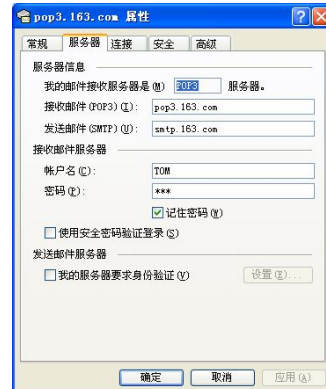 pop3.163.com 属性
常规 服务器 连接 安全 高级
服务器信息
我的邮件接收服务器是(M) POP3 服务器。
接收邮件(POP3)(I): pop3.163.com
发送邮件(SMTP)(U): smtp.163.com
接收邮件服务器
帐户名(C): TOM
密码(P): ***
记住密码(W)
使用安全密码验证登录(S)
发送邮件服务器
我的服务器要求身份验证(V) 设置(E)...
确定 取消 应用(A)